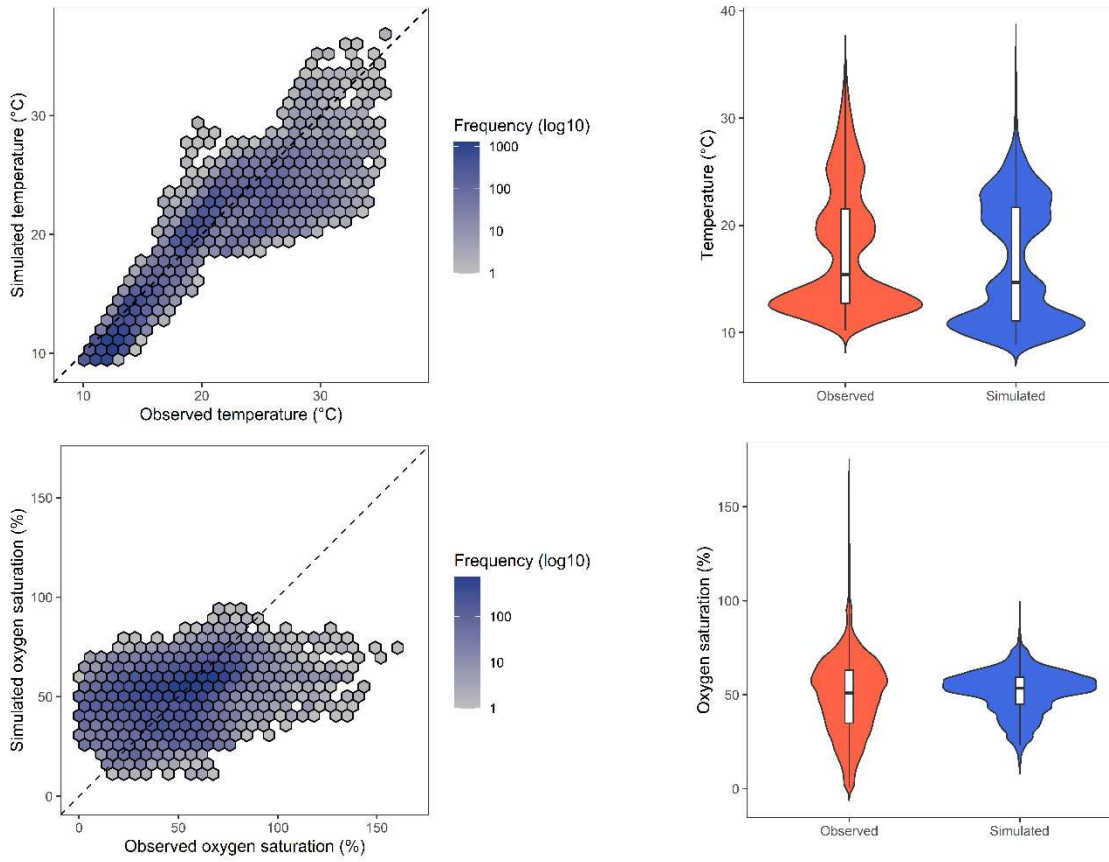 Simulated temperature (°C)
30
20
10
10
20
30
Observed temperature (°C)
Frequency (log10)
1000
100
10
1
Temperature (°C)
40
30
20
10
Observed
Simulated
Simulated oxygen saturation (%)
150
100
50
0
0
50
100
150
Observed oxygen saturation (%)
Frequency (log10)
100
10
1
Oxygen saturation (%)
150
100
50
0
Observed
Simulated